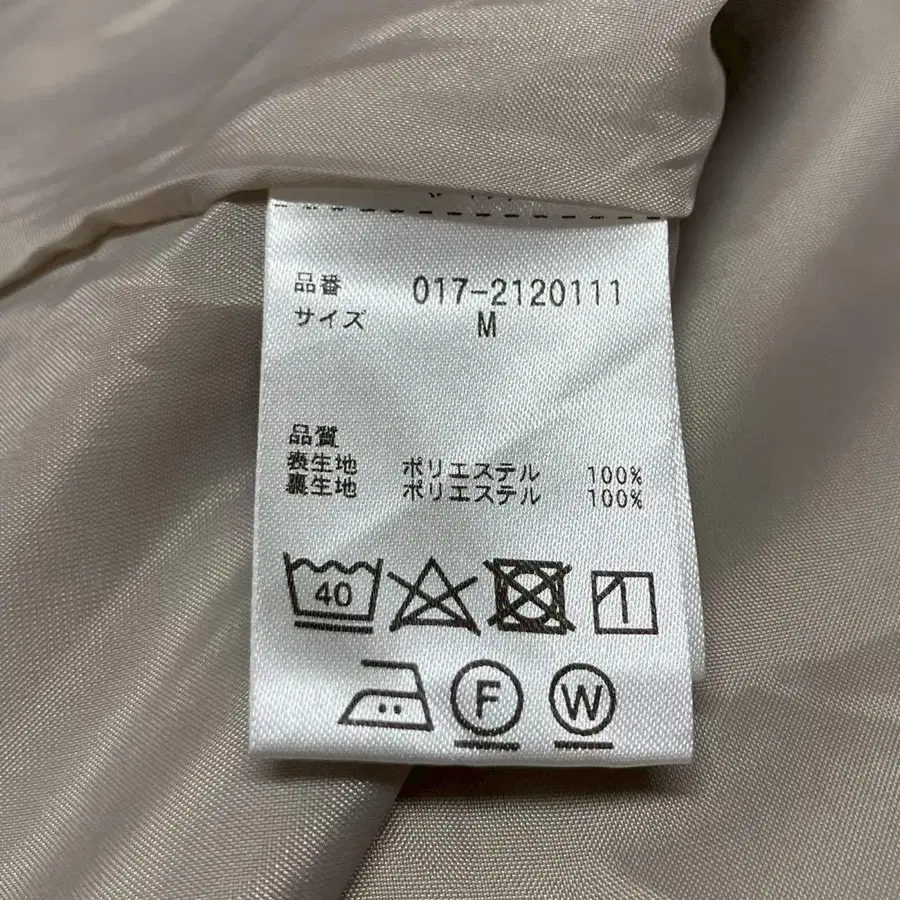 品番 017-2120111
サイズ M
品質
表生地 ポリエステル 100%
裏生地 ポリエステル 100%
40
F W